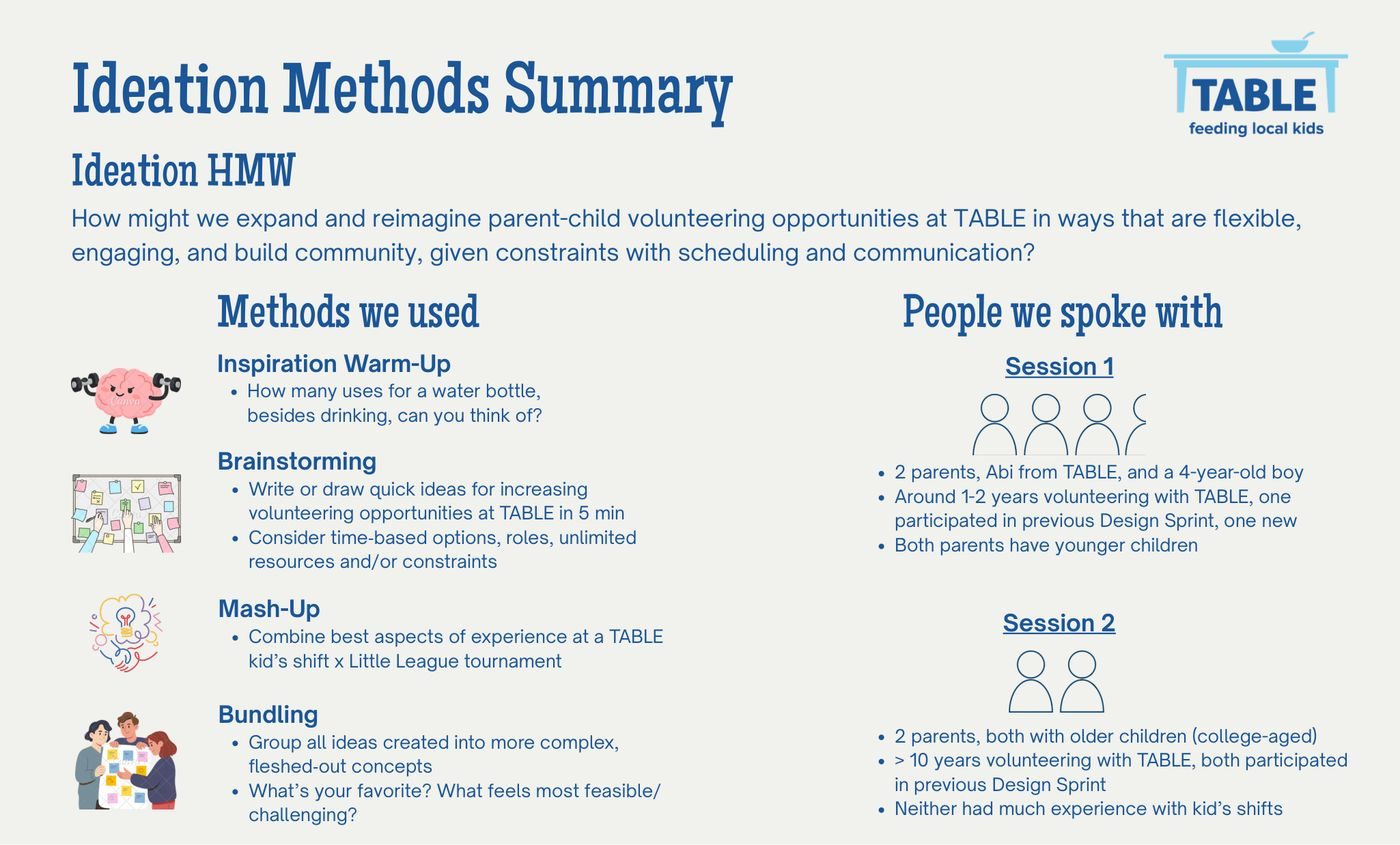 Ideation Methods Summary
TABLE
feeding local kids
Ideation HMW
How might we expand and reimagine parent-child volunteering opportunities at TABLE in ways that are flexible,
engaging, and build community, given constraints with scheduling and communication?
Methods we used
Inspiration Warm-Up
• How many uses for a water bottle,
besides drinking, can you think of?
Canva
Brainstorming
• Write or draw quick ideas for increasing
volunteering opportunities at TABLE in 5 min
• Consider time-based options, roles, unlimited
resources and/or constraints
Mash-Up
• Combine best aspects of experience at a TABLE
kid's shift x Little League tournament
Bundling
• Group all ideas created into more complex,
fleshed-out concepts
• What's your favorite? What feels most feasible/
challenging?
People we spoke with
Session 1
• 2 parents, Abi from TABLE, and a 4-year-old boy
• Around 1-2 years volunteering with TABLE, one
participated in previous Design Sprint, one new
• Both parents have younger children
Session 2
• 2 parents, both with older children (college-aged)
• > 10 years volunteering with TABLE, both participated
in previous Design Sprint
• Neither had much experience with kid's shifts